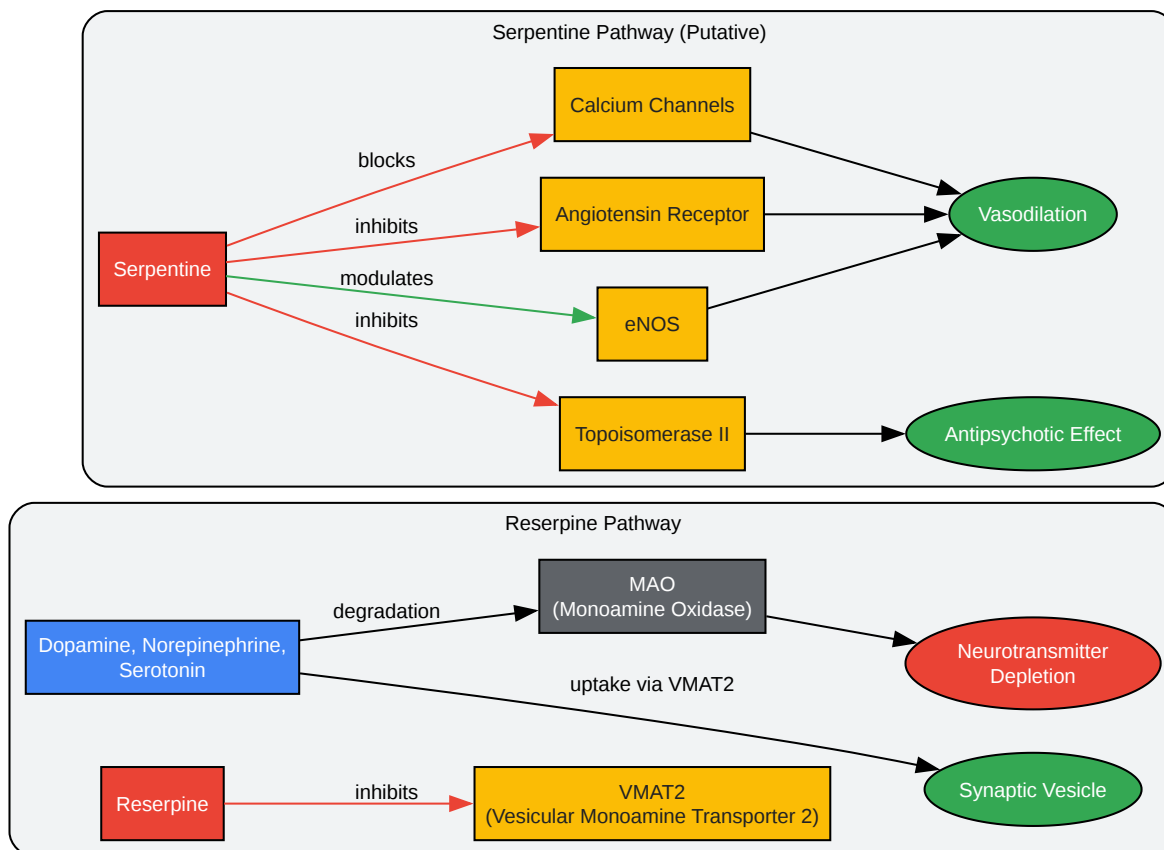 Serpentine Pathway (Putative)
Calcium Channels
blocks
Angiotensin Receptor
Vasodilation
inhibits
Serpentine
modulates
eNOS
inhibits
Topoisomerase II
Antipsychotic Effect
Reserpine Pathway
MAO
(Monoamine Oxidase)
degradation
Dopamine, Norepinephrine,
Serotonin
Neurotransmitter
Depletion
uptake via VMAT2
Reserpine
inhibits
VMAT2
(Vesicular Monoamine Transporter 2)
Synaptic Vesicle